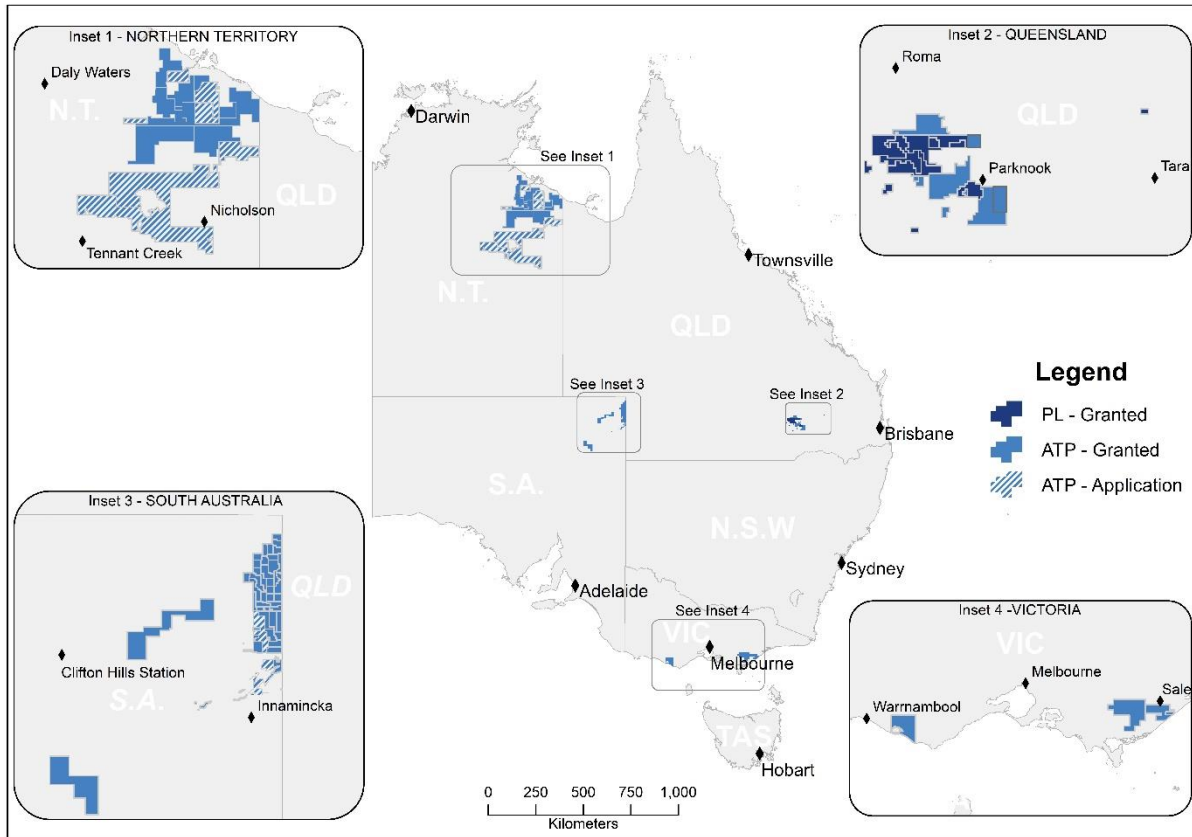 Inset 1 - NORTHERN TERRITORY
Daly Waters
N.T.
QLD
Nicholson
Tennant Creek
Darwin
See Inset 1
N.T.
Townsville
QLD
See Inset 3
See Inset 2
Brisbane
S.A.
N.S.W
Sydney
Adelaide
See Inset 4
VIC
Melbourne
TAS
Hobart
0 250 500 750 1,000
Kilometers
Inset 2 - QUEENSLAND
Roma
QLD
Parknook
Tara
Legend
PL - Granted
ATP - Granted
ATP - Application
Inset 3 - SOUTH AUSTRALIA
QLD
Clifton Hills Station
S.A.
Innamincka
Inset 4 -VICTORIA
VIC
Melbourne
Sale
Warrnambool